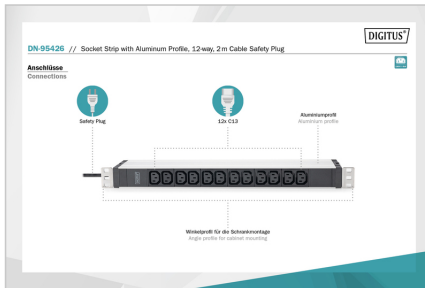 DIGITUS®
DN-95426 // Socket Strip with Aluminum Profile, 12-way, 2 m Cable Safety Plug
Anschlüsse
Connections
Safety Plug
12x C13
Aluminiumprofil
Aluminium profile
Winkelprofil für die Schrankmontage
Angle profile for cabinet mounting